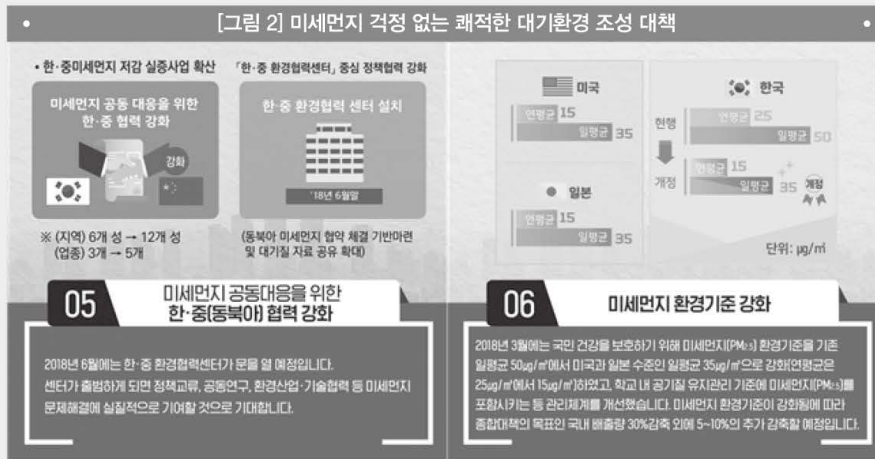 [그림 2] 미세먼지 걱정 없는 쾌적한 대기환경 조성 대책
• 한·중미세먼지 저감 실증사업 확산
미세먼지 공동 대응을 위한
한·중 협력 강화
강화
※ (지역) 6개 성 → 12개 성
(업종) 3개 → 5개
「한·중 환경협력센터」 중심 정책협력 강화
한·중 환경협력 센터 설치
'18년 6월말
(동북아 미세먼지 협약 체결 기반마련
및 대기질 자료 공유 확대)
05
미세먼지 공동대응을 위한
한·중(동북아) 협력 강화
2018년 6월에는 한·중 환경협력센터가 문을 열 예정입니다.
센터가 출범하게 되면 정책교류, 공동연구, 환경산업·기술협력 등 미세먼지
문제해결에 실질적으로 기여할 것으로 기대합니다.
미국
연평균 15
일평균 35
일본
연평균 15
일평균 35
한국
현행
연평균 25
일평균 50
개정
연평균 15
일평균 35
개정
단위: μg/㎥
06
미세먼지 환경기준 강화
2018년 3월에는 국민 건강을 보호하기 위해 미세먼지(PM2.5) 환경기준을 기존
일평균 50μg/㎥에서 미국과 일본 수준인 일평균 35μg/㎥으로 강화(연평균은
25μg/㎥에서 15μg/㎥)하였고, 학교 내 공기질 유지관리 기준에 미세먼지(PM2.5)를
포함시키는 등 관리체계를 개선했습니다. 미세먼지 환경기준이 강화됨에 따라
종합대책의 목표인 국내 배출량 30%감축 외에 5~10%의 추가 감축할 예정입니다.